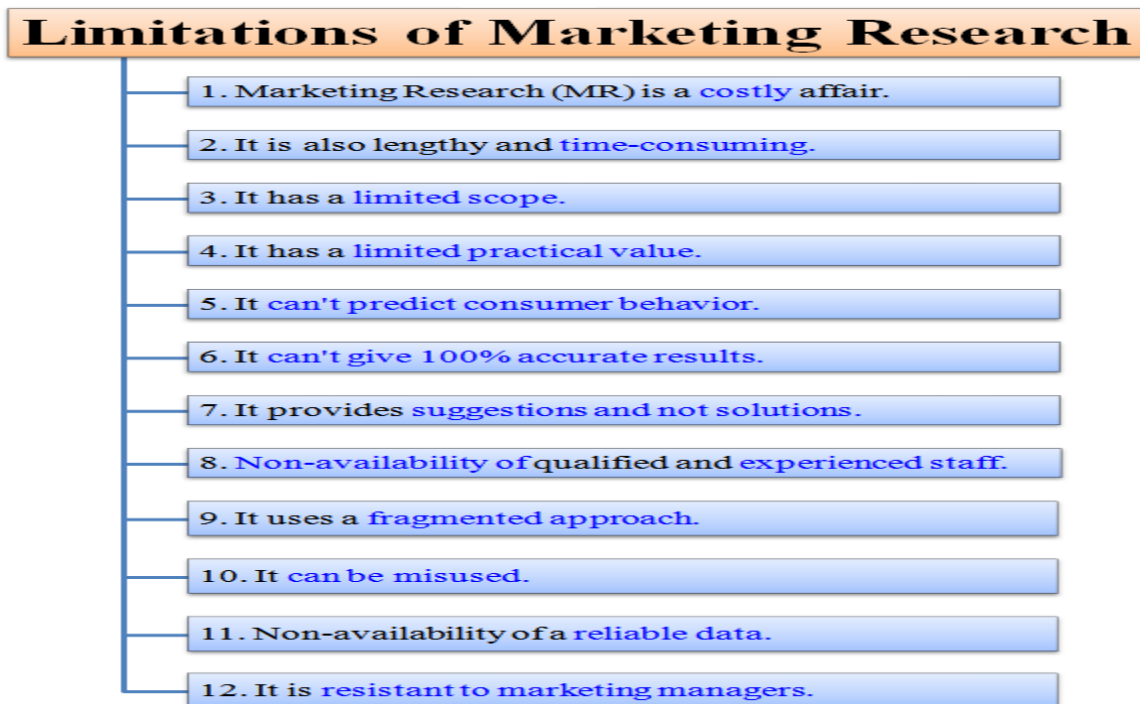 Limitations of Marketing Research
1. Marketing Research (MR) is a costly affair.
2. It is also lengthy and time-consuming.
3. It has a limited scope.
4. It has a limited practical value.
5. It can't predict consumer behavior.
6. It can't give 100% accurate results.
7. It provides suggestions and not solutions.
8. Non-availability of qualified and experienced staff.
9. It uses a fragmented approach.
10. It can be misused.
11. Non-availability of a reliable data.
12. It is resistant to marketing managers.